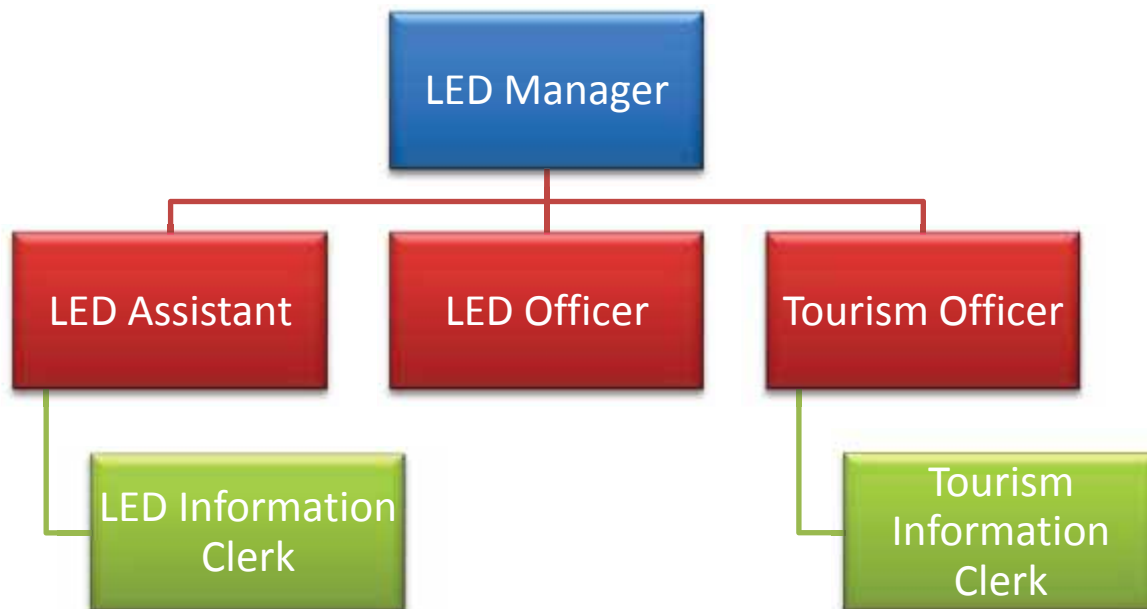 LED Manager
LED Assistant
LED Officer
Tourism Officer
LED Information
Clerk
Tourism
Information
Clerk